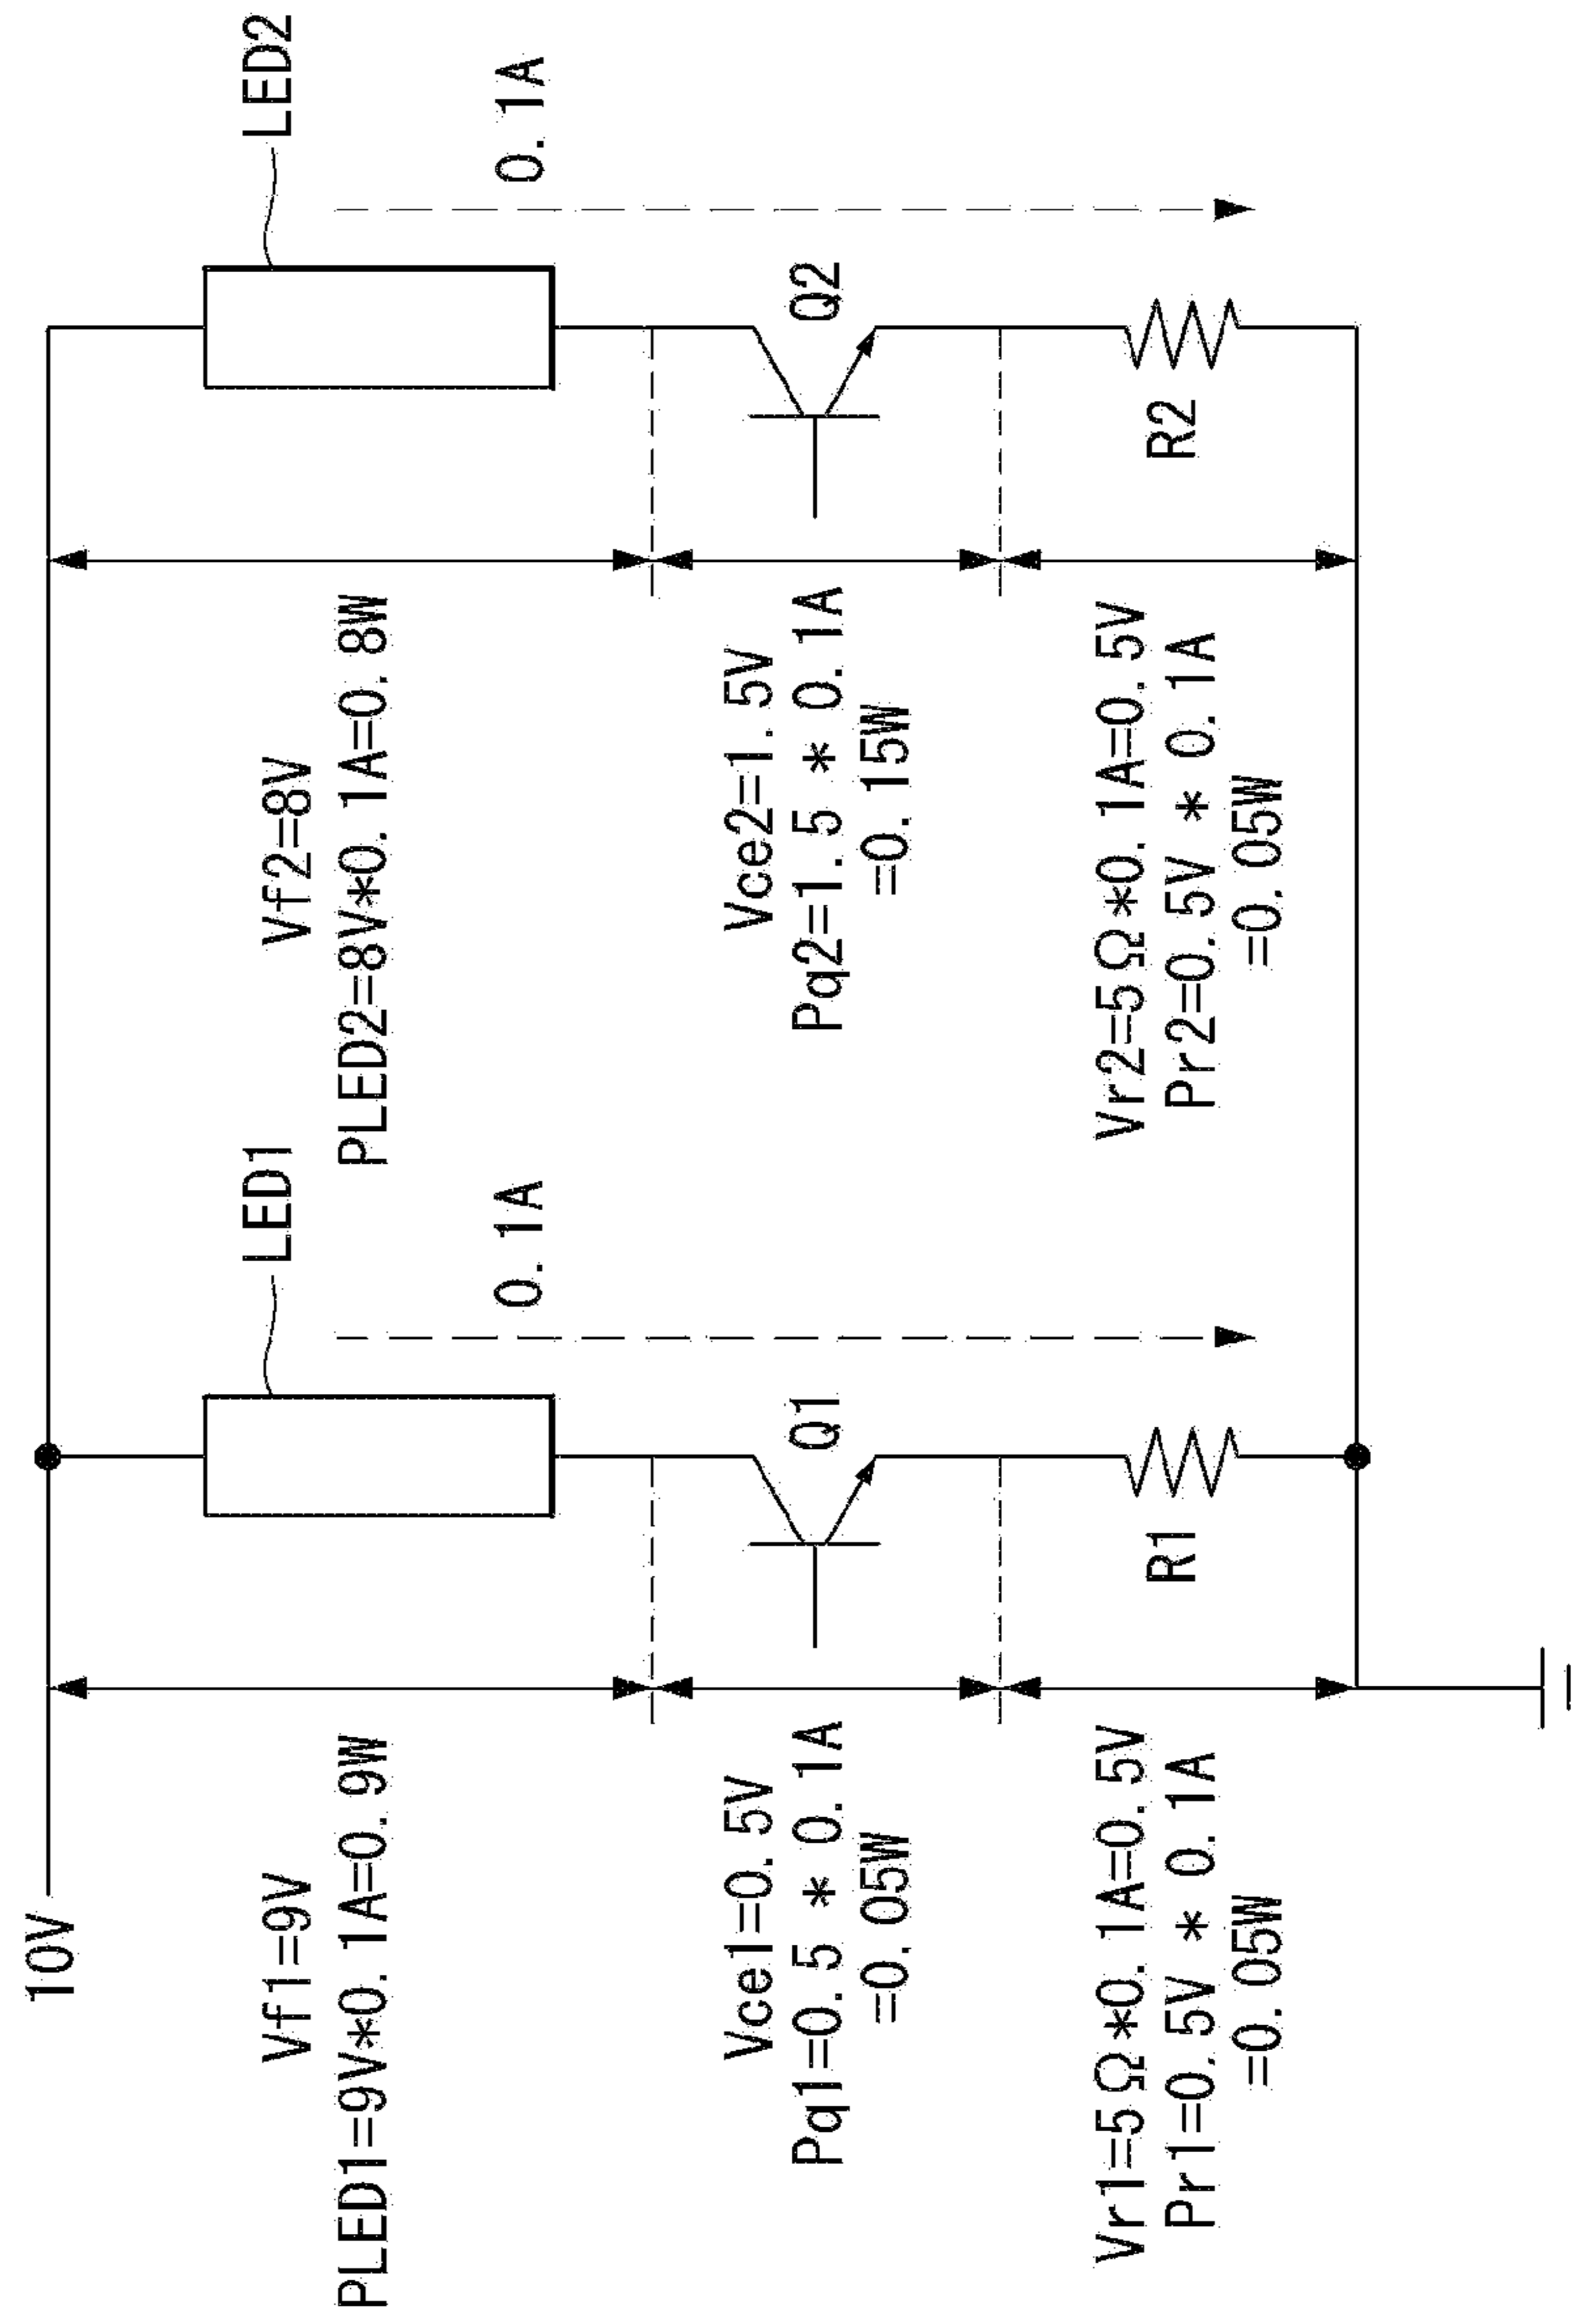 10V
Vf1=9V
PLED1=9V*0.1A=0.9W
Vce1=0.5V
Pq1=0.5 * 0.1A
=0.05W
Vr1=5Ω*0.1A=0.5V
Pr1=0.5V * 0.1A
=0.05W
LED1
0.1A
Q1
R1
Vf2=8V
PLED2=8V*0.1A=0.8W
Vce2=1.5V
Pq2=1.5 * 0.1A
=0.15W
Vr2=5Ω*0.1A=0.5V
Pr2=0.5V * 0.1A
=0.05W
LED2
0.1A
Q2
R2